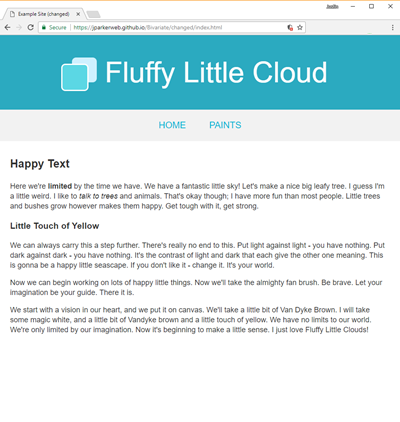 Example Site (changed)
Secure
https://jparkerweb.github.io/Bivariate/changed/index.html
Fluffy Little Cloud
HOME PAINTS
Happy Text
Here we're limited by the time we have. We have a fantastic little sky! Let's make a nice big leafy tree. I guess I'm
a little weird. I like to talk to trees and animals. That's okay though; I have more fun than most people. Little trees
and bushes grow however makes them happy. Get tough with it, get strong.
Little Touch of Yellow
We can always carry this a step further. There's really no end to this. Put light against light - you have nothing. Put
dark against dark - you have nothing. It's the contrast of light and dark that each give the other one meaning. This
is gonna be a happy little seascape. If you don't like it - change it. It's your world.
Now we can begin working on lots of happy little things. Now we'll take the almighty fan brush. Be brave. Let your
imagination be your guide. There it is.
We start with a vision in our heart, and we put it on canvas. We'll take a little bit of Van Dyke Brown. I will take
some magic white, and a little bit of Vandyke brown and a little touch of yellow. We have no limits to our world.
We're only limited by our imagination. Now it's beginning to make a little sense. I just love Fluffy Little Clouds!